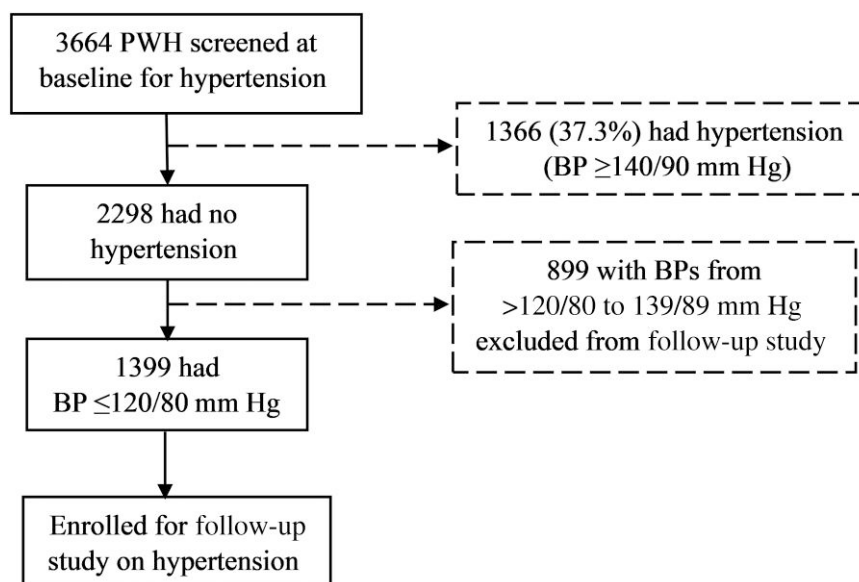 3664 PWH screened at
baseline for hypertension
1366 (37.3%) had hypertension
(BP ≥140/90 mm Hg)
2298 had no
hypertension
899 with BPs from
>120/80 to 139/89 mm Hg
excluded from follow-up study
1399 had
BP ≤120/80 mm Hg
Enrolled for follow-up
study on hypertension